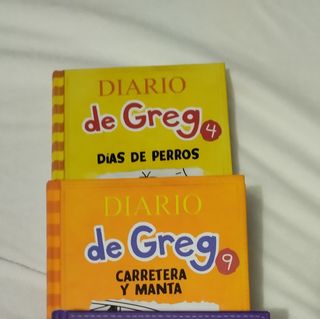 DIARIO
de Greg 4
DÍAS DE PERROS
DIARIO
de Greg 9
CARRETERA
Y MANTA